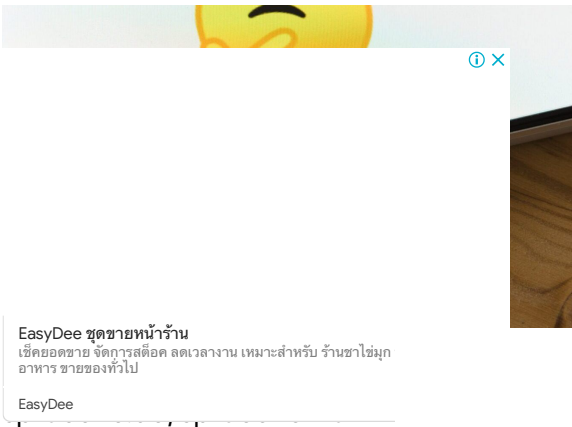 EasyDee ชุดขายหน้าร้าน
เช็คยอดขาย จัดการสต็อค ลดเวลางาน เหมาะสำหรับ ร้านชาไข่มุก
อาหาร ขายของทั่วไป
EasyDee